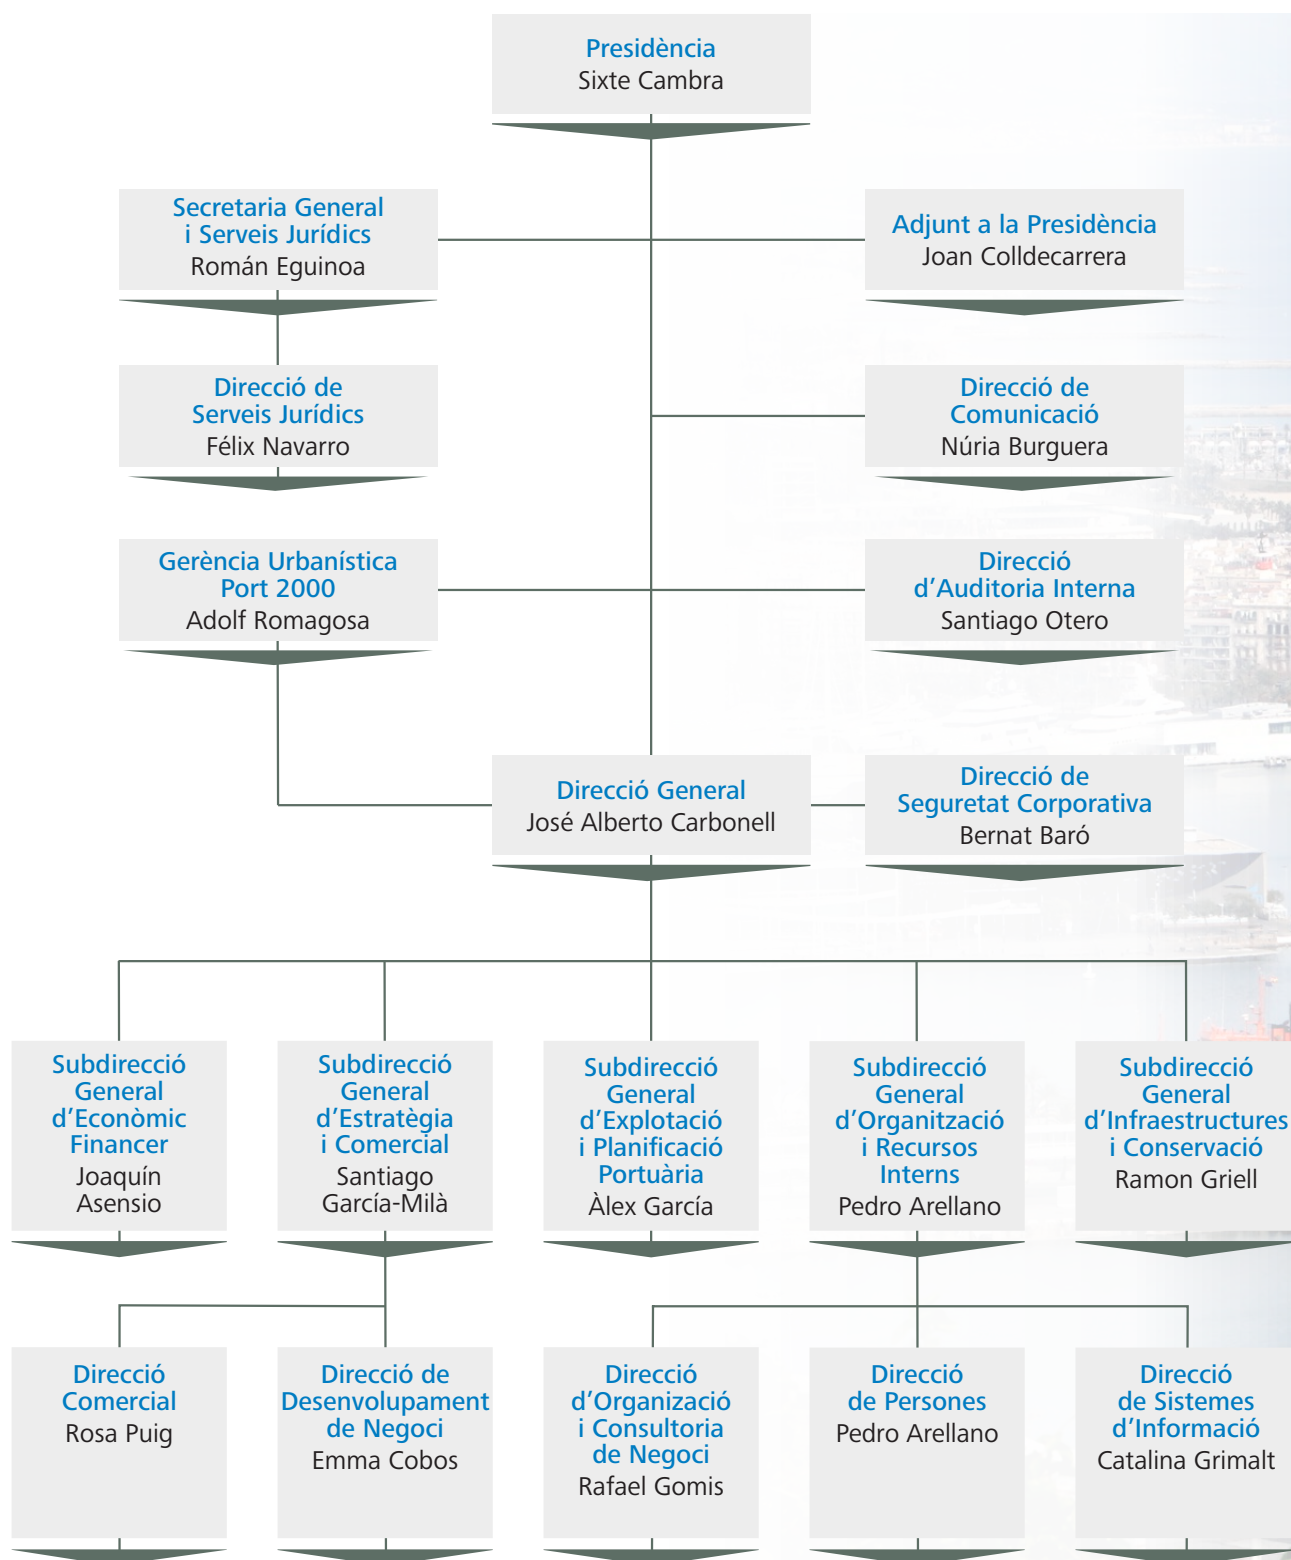 Presidència
Sixte Cambra
Secretaria General
i Serveis Jurídics
Román Eguinoa
Adjunt a la Presidència
Joan Colldecarrera
Direcció de
Serveis Jurídics
Félix Navarro
Direcció de
Comunicació
Núria Burguera
Gerència Urbanística
Port 2000
Adolf Romagosa
Direcció
d’Auditoria Interna
Santiago Otero
Direcció General
José Alberto Carbonell
Direcció de
Seguretat Corporativa
Bernat Baró
Subdirecció
General
d’Econòmic
Financer
Joaquín
Asensio
Subdirecció
General
d’Estratègia
i Comercial
Santiago
García-Milà
Subdirecció
General
d’Explotació
i Planificació
Portuària
Àlex García
Subdirecció
General
d’Organització
i Recursos
Interns
Pedro Arellano
Subdirecció
General
d’Infraestructures
i Conservació
Ramon Griell
Direcció
Comercial
Rosa Puig
Direcció de
Desenvolupament
de Negoci
Emma Cobos
Direcció
d’Organizació
i Consultoria
de Negoci
Rafael Gomis
Direcció
de Persones
Pedro Arellano
Direcció
de Sistemes
d’Informació
Catalina Grimalt